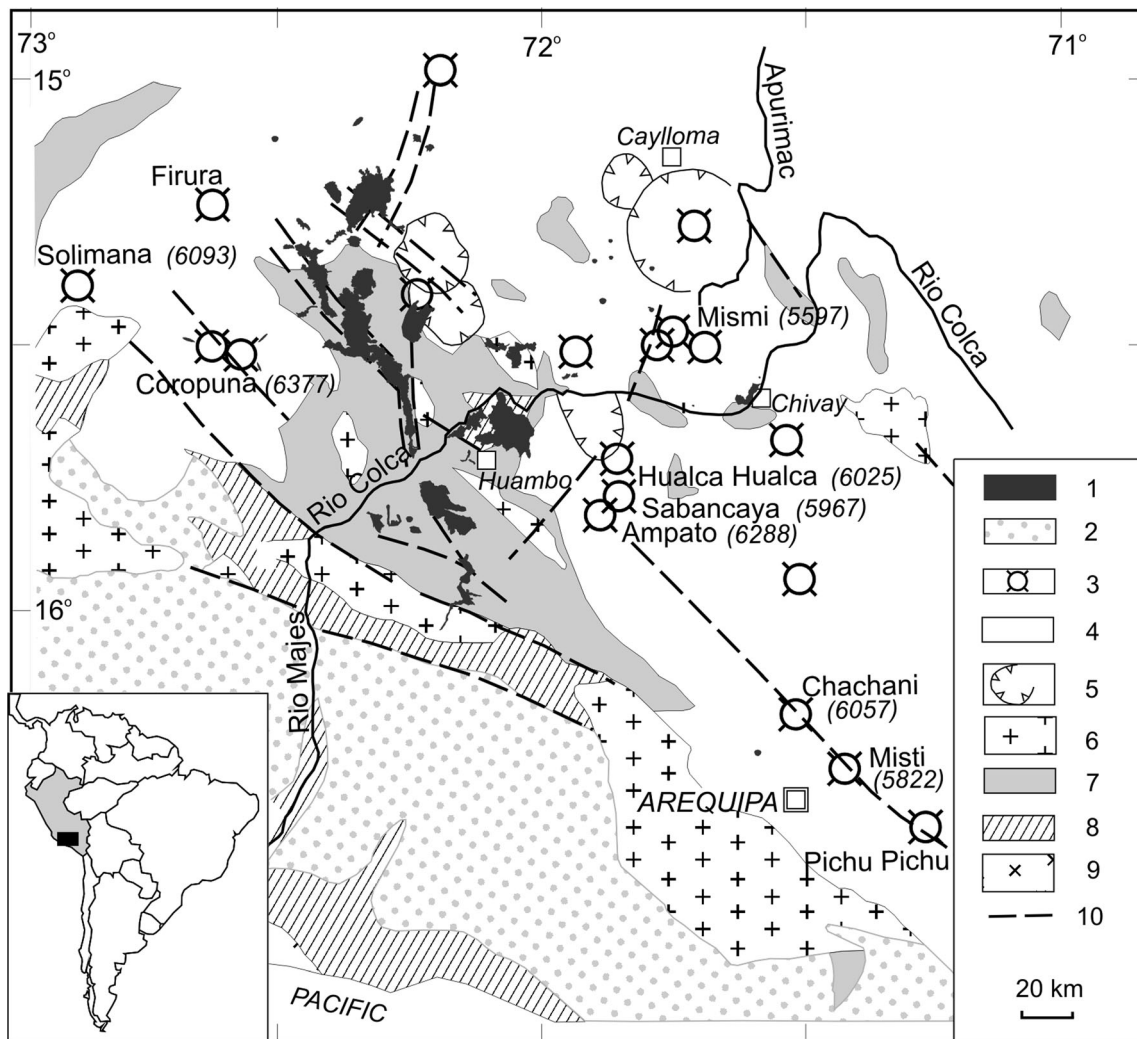 73°
72°
71°
15°
Apurimac
Caylloma
Firura
Solimana (6093)
Rio Colca
Mismi (5597)
Coropuna (6377)
Chivay
Rio Colca
Huambo
Hualca Hualca (6025)
Sabancaya (5967)
Ampato (6288)
16°
Rio Majes
Chachani
(6057)
Misti
(5822)
AREQUIPA
Pichu Pichu
PACIFIC
1
2
3
4
5
6
7
8
9
10
20 km